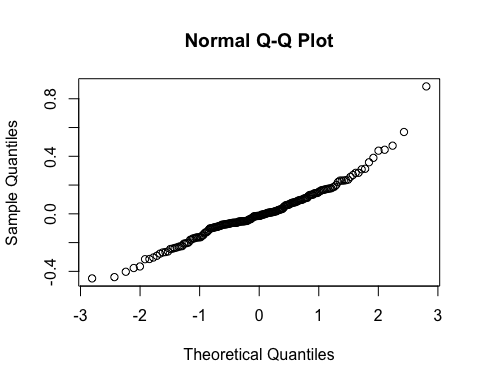 Normal Q-Q Plot
Sample Quantiles
0.8
0.4
0.0
-0.4
-3 -2 -1 0 1 2 3
Theoretical Quantiles